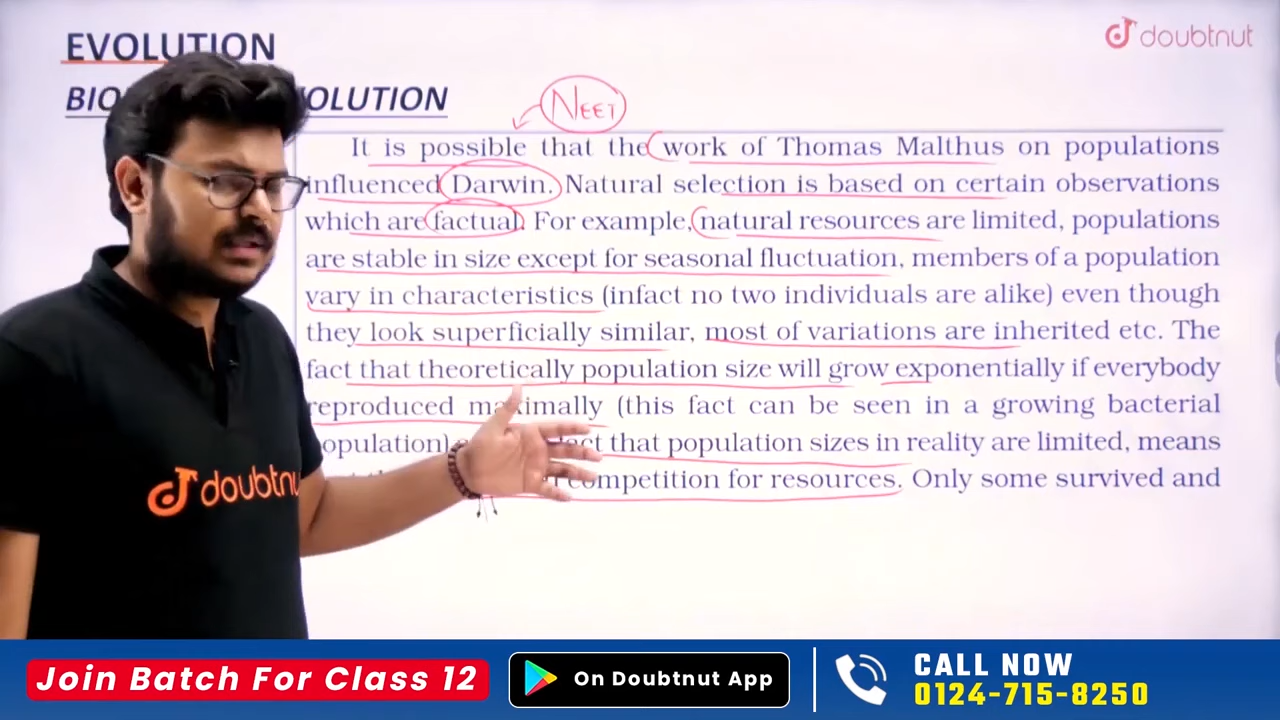 EVOLUTION
doubtnut
BIO OLUTION
NEET
It is possible that the work of Thomas Malthus on populations
influenced Darwin. Natural selection is based on certain observations
which are factual. For example, natural resources are limited, populations
are stable in size except for seasonal fluctuation, members of a population
vary in characteristics (infact no two individuals are alike) even though
they look superficially similar, most of variations are inherited etc. The
fact that theoretically population size will grow exponentially if everybody
reproduced maximally (this fact can be seen in a growing bacterial
population) fact that population sizes in reality are limited, means
competition for resources. Only some survived and
doubtnu
Join Batch For Class 12
On Doubtnut App
CALL NOW
0124-715-8250